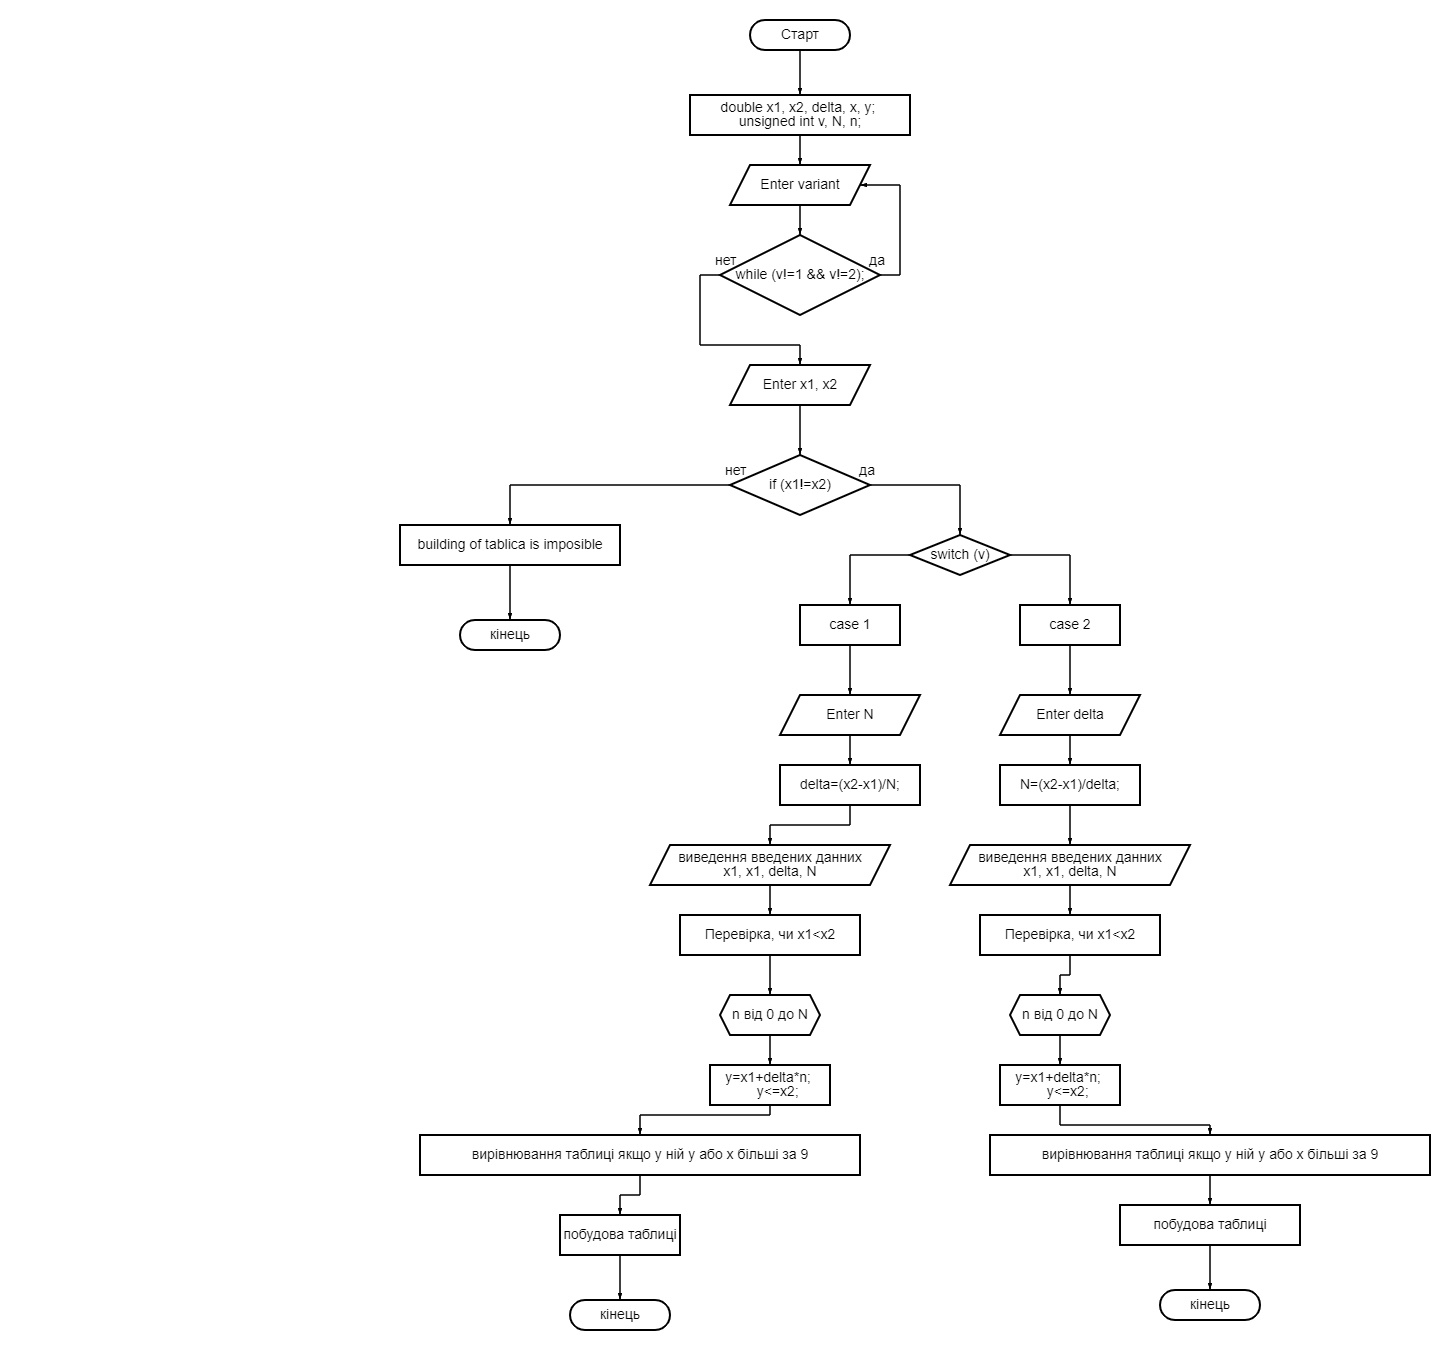 Старт
double x1, x2, delta, x, y;
unsigned int v, N, n;
Enter variant
нет
да
while (v!=1 && v!=2);
Enter x1, x2
нет
да
if (x1!=x2)
building of tablica is imposible
switch (v)
кінець
case 1
case 2
Enter N
Enter delta
delta=(x2-x1)/N;
N=(x2-x1)/delta;
виведення введених данних
x1, x1, delta, N
виведення введених данних
x1, x1, delta, N
Перевірка, чи x1<x2
Перевірка, чи x1<x2
n від 0 до N
n від 0 до N
y=x1+delta*n;
y<=x2;
y=x1+delta*n;
y<=x2;
вирівнювання таблиці якщо у ній у або х більші за 9
вирівнювання таблиці якщо у ній у або х більші за 9
побудова таблиці
побудова таблиці
кінець
кінець